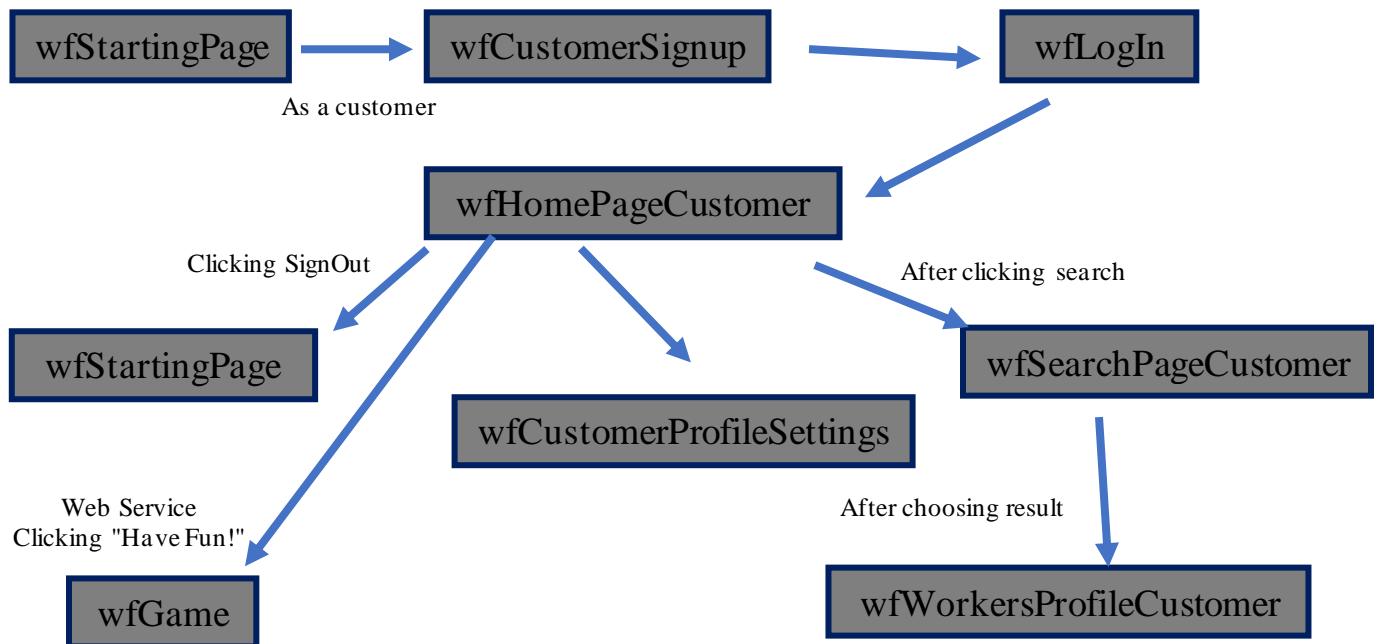 wfStartingPage
wfCustomerSignup
wfLogIn
As a customer
wfHomePageCustomer
Clicking SignOut
After clicking search
wfStartingPage
wfSearchPageCustomer
wfCustomerProfileSettings
Web Service
Clicking "Have Fun!"
After choosing result
wfGame
wfWorkersProfileCustomer